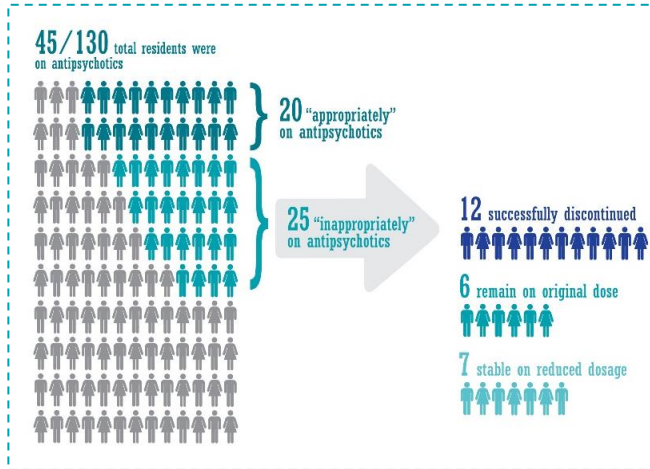 45/130 total residents were
on antipsychotics
20 “appropriately”
on antipsychotics
25 “inappropriately”
on antipsychotics
12 successfully discontinued
6 remain on original dose
7 stable on reduced dosage